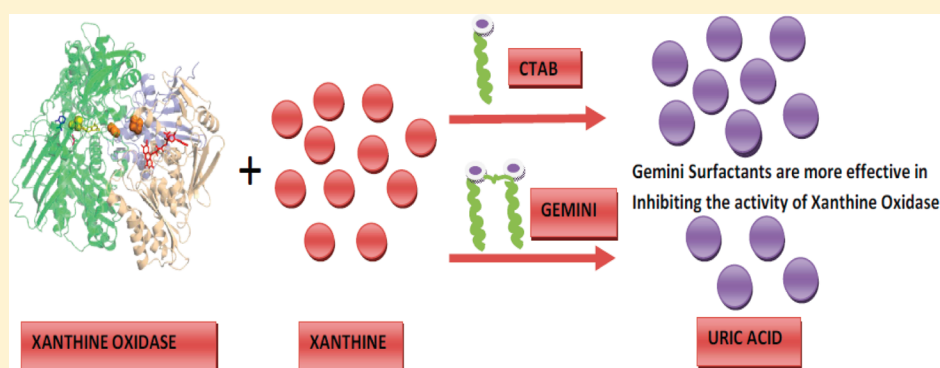 CTAB
Gemini Surfactants are more effective in
Inhibiting the activity of Xanthine Oxidase
+
GEMINI
XANTHINE OXIDASE
XANTHINE
URIC ACID